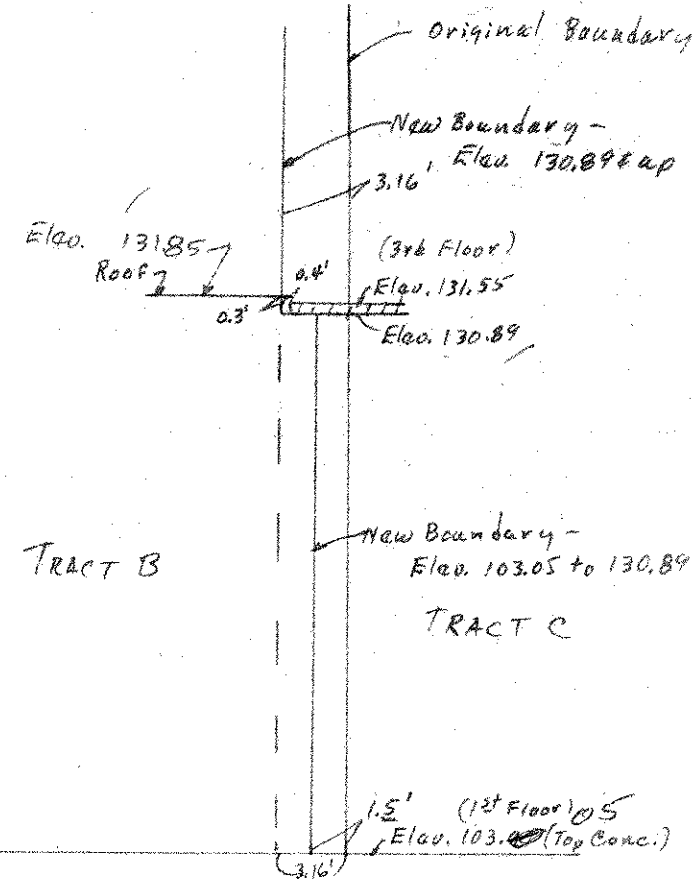 Original Boundary
New Boundary -
Elev. 130.89 & up
3.16'
Elev. 131.85
Roof
(3rd Floor)
0.4'
Elev. 131.55
0.3'
Elev. 130.89
New Boundary -
Elev. 103.05 to 130.89
TRACT B
TRACT C
1.5' (1st Floor) 05
Elev. 103. (Top Conc.)
3.16'